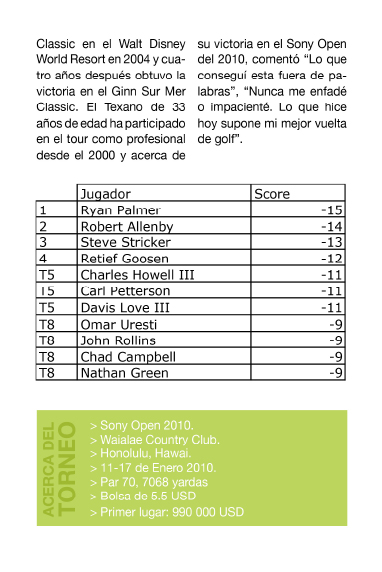 Classic en el Walt Disney
World Resort en 2004 y cua-
tro años después obtuvo la
victoria en el Ginn Sur Mer
Classic. El Texano de 33
años de edad ha participado
en el tour como profesional
desde el 2000 y acerca de
su victoria en el Sony Open
del 2010, comentó “Lo que
conseguí esta fuera de pa-
labras”, “Nunca me enfadé
o impacienté. Lo que hice
hoy supone mi mejor vuelta
de golf”.
Jugador Score
1 Ryan Palmer -15
2 Robert Allenby -14
3 Steve Stricker -13
4 Retief Goosen -12
T5 Charles Howell III -11
T5 Carl Petterson -11
T5 Davis Love III -11
T8 Omar Uresti -9
T8 John Rollins -9
T8 Chad Campbell -9
T8 Nathan Green -9
ACERCA DEL
TORNEO
> Sony Open 2010.
> Waialae Country Club.
> Honolulu, Hawai.
> 11-17 de Enero 2010.
> Par 70, 7068 yardas
> Bolsa de 5.5 USD
> Primer lugar: 990 000 USD